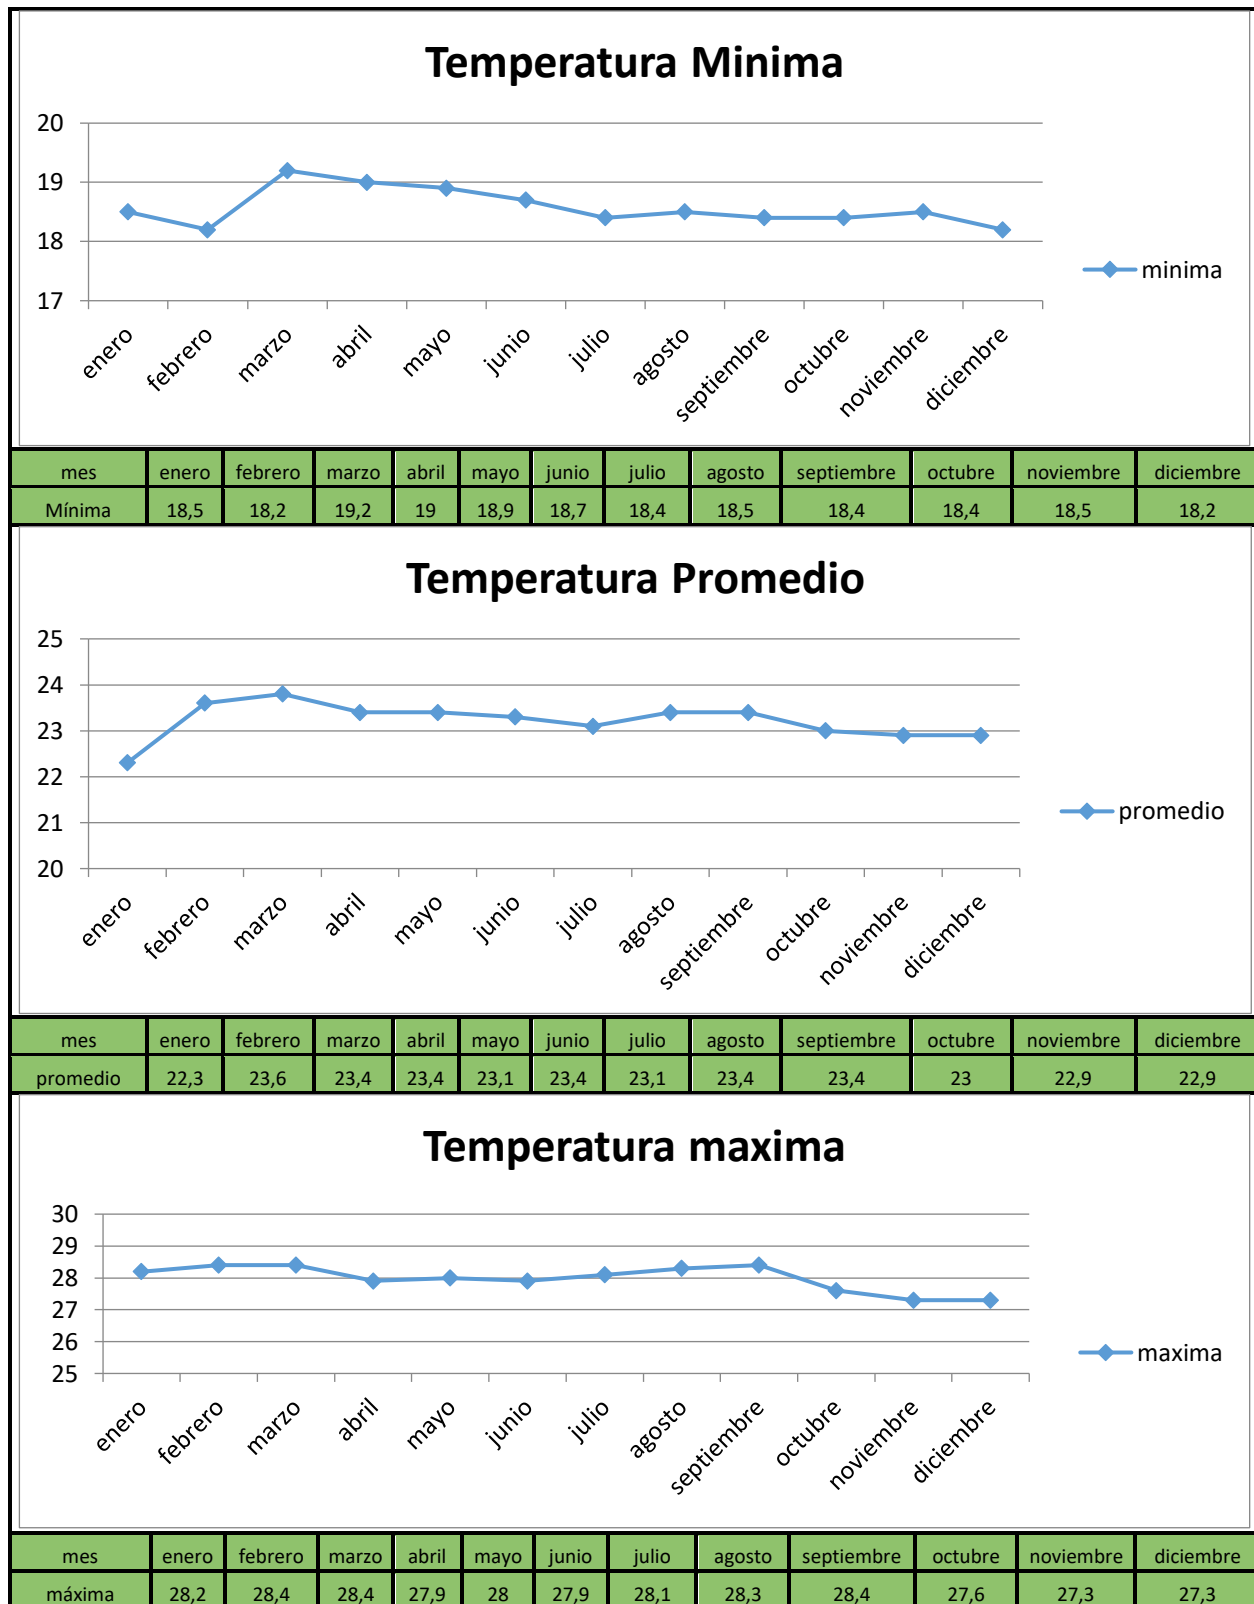 Temperatura Minima
20
19
18
17
enero febrero marzo abril mayo junio julio agosto septiembre octubre noviembre diciembre
minima
mes enero febrero marzo abril mayo junio julio agosto septiembre octubre noviembre diciembre
Mínima 18,5 18,2 19,2 19 18,9 18,7 18,4 18,5 18,4 18,4 18,5 18,2
Temperatura Promedio
25
24
23
22
21
20
enero febrero marzo abril mayo junio julio agosto septiembre octubre noviembre diciembre
promedio
mes enero febrero marzo abril mayo junio julio agosto septiembre octubre noviembre diciembre
promedio 22,3 23,6 23,4 23,4 23,1 23,4 23,1 23,4 23,4 23 22,9 22,9
Temperatura maxima
30
29
28
27
26
25
enero febrero marzo abril mayo junio julio agosto septiembre octubre noviembre diciembre
maxima
mes enero febrero marzo abril mayo junio julio agosto septiembre octubre noviembre diciembre
máxima 28,2 28,4 28,4 27,9 28 27,9 28,1 28,3 28,4 27,6 27,3 27,3